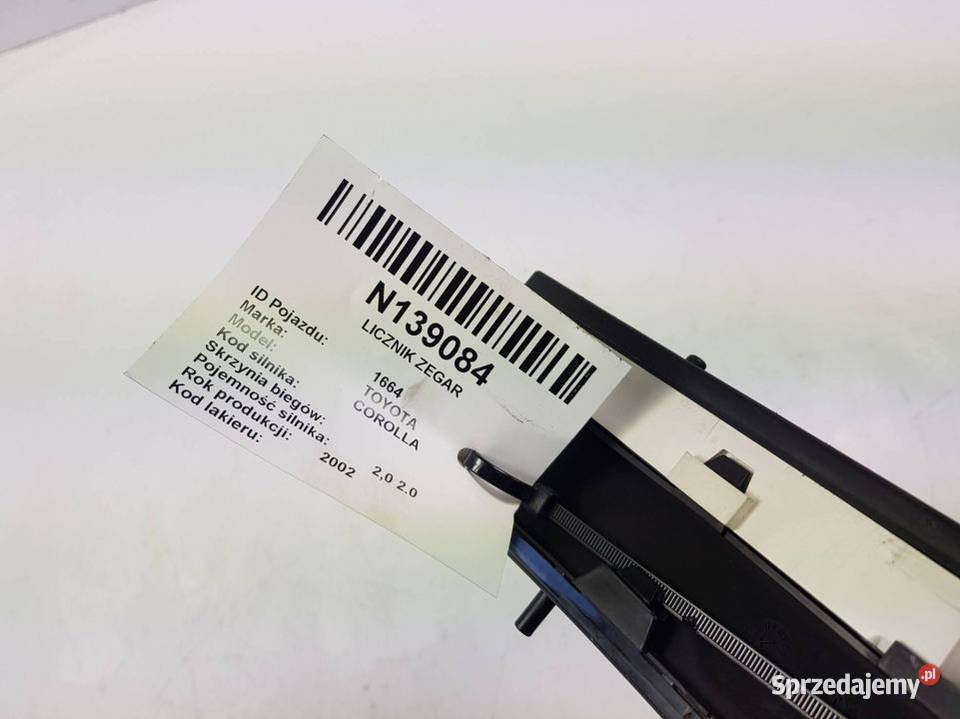 N139084
LICZNIK ZEGAR
ID Pojazdu: 1664
Marka: TOYOTA
Model: COROLLA
Kod silnika:
Skrzynia biegów:
Pojemność silnika: 2,0 2.0
Rok produkcji: 2002
Kod lakieru:
Sprzedajemy.pl